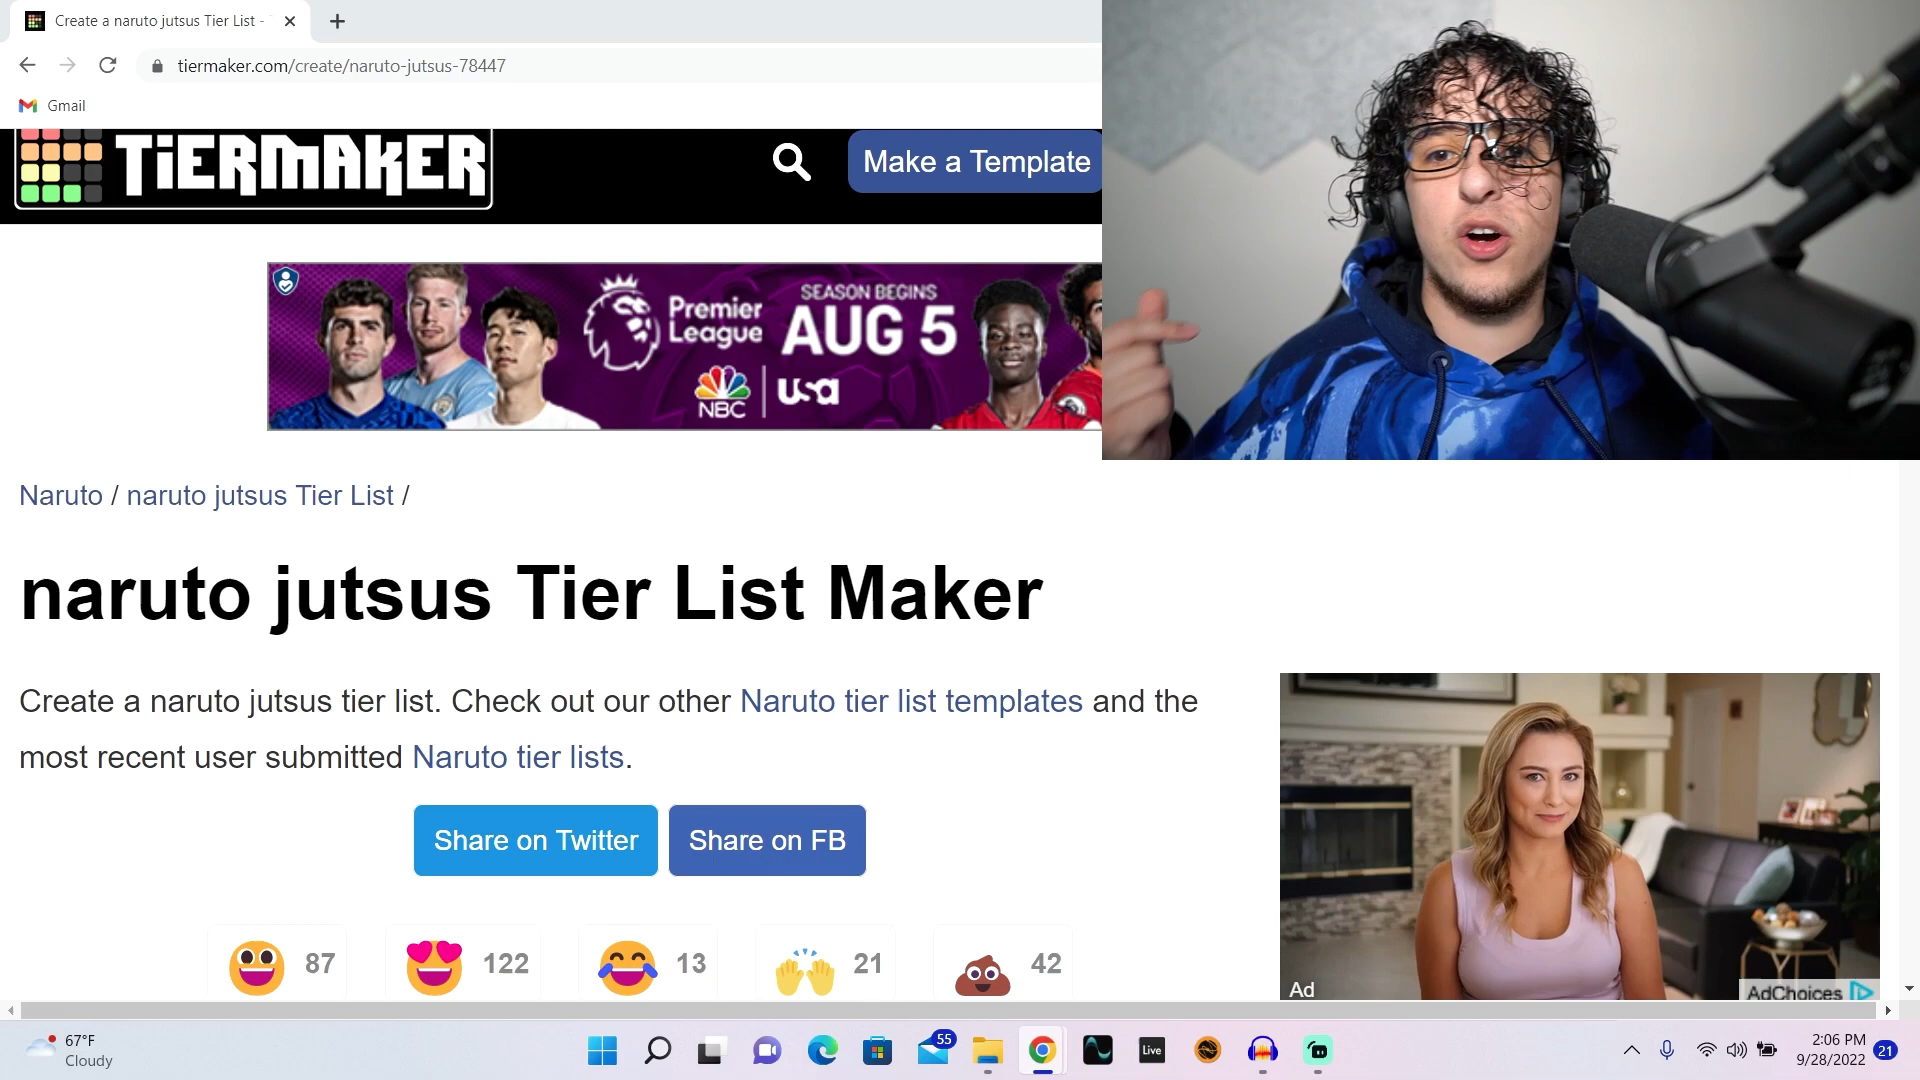 Create a naruto jutsus Tier List -
tiermaker.com/create/naruto-jutsus-78447
Gmail
TiERMAKER
Make a Template
Premier League
SEASON BEGINS
AUG 5
NBC
usa
Naruto / naruto jutsus Tier List /
naruto jutsus Tier List Maker
Create a naruto jutsus tier list. Check out our other Naruto tier list templates and the
most recent user submitted Naruto tier lists.
Share on Twitter
Share on FB
87
122
13
21
42
Ad
AdChoices
67°F
Cloudy
55
Live
2:06 PM
9/28/2022
21